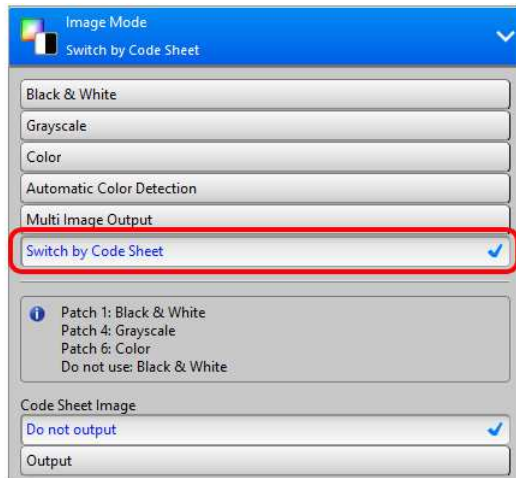 Image Mode
Switch by Code Sheet
Black & White
Grayscale
Color
Automatic Color Detection
Multi Image Output
Switch by Code Sheet
Patch 1: Black & White
Patch 4: Grayscale
Patch 6: Color
Do not use: Black & White
Code Sheet Image
Do not output
Output